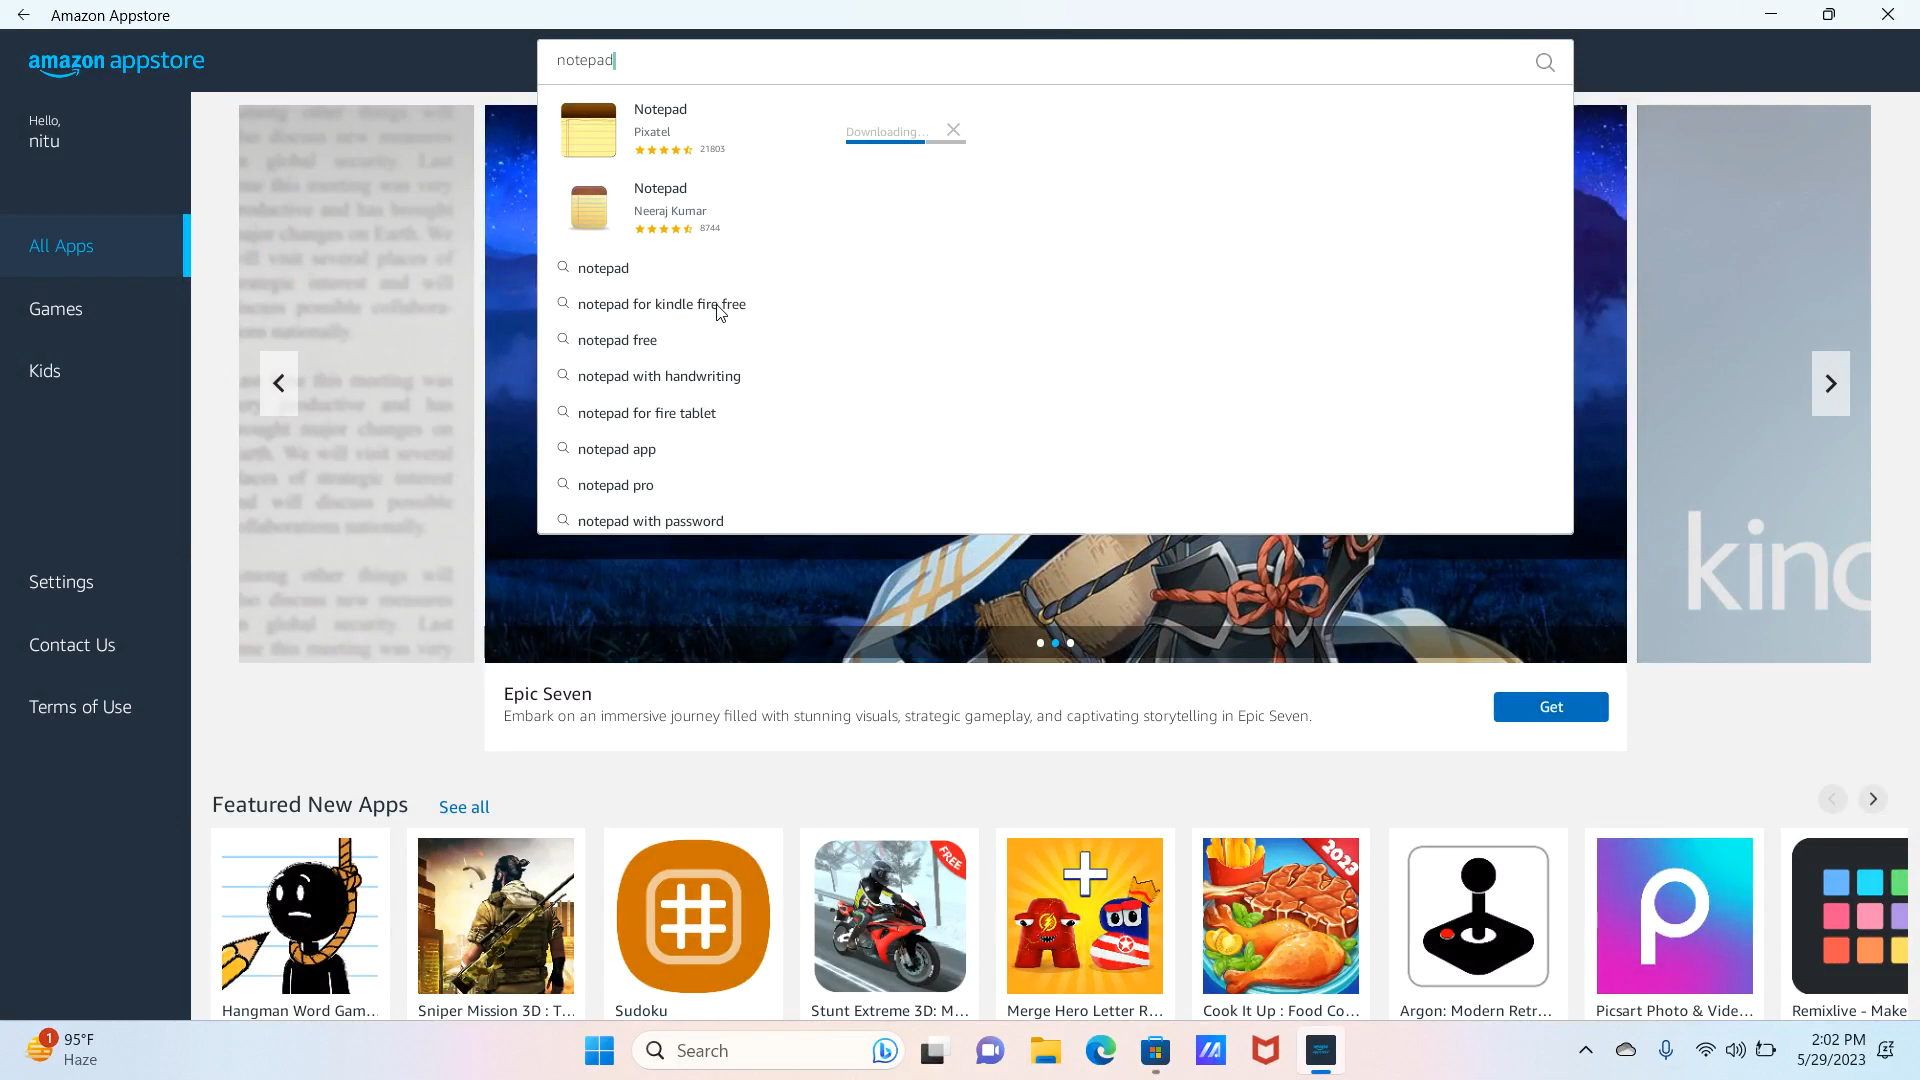 Amazon Appstore
amazon appstore
notepad
Hello,
nitu
All Apps
Games
Kids
Settings
Contact Us
Terms of Use
Notepad
Pixatel
21803
Downloading...
Notepad
Neeraj Kumar
8744
notepad
notepad for kindle fire free
notepad free
notepad with handwriting
notepad for fire tablet
notepad app
notepad pro
notepad with password
kind
Epic Seven
Embark on an immersive journey filled with stunning visuals, strategic gameplay, and captivating storytelling in Epic Seven.
Get
Featured New Apps See all
FREE
2023
Hangman Word Gam...
Sniper Mission 3D : T...
Sudoku
Stunt Extreme 3D: M...
Merge Hero Letter R...
Cook It Up : Food Co...
Argon: Modern Retr...
Picsart Photo & Vide...
Remixlive - Make
1
95°F
Haze
Search
2:02 PM
5/29/2023